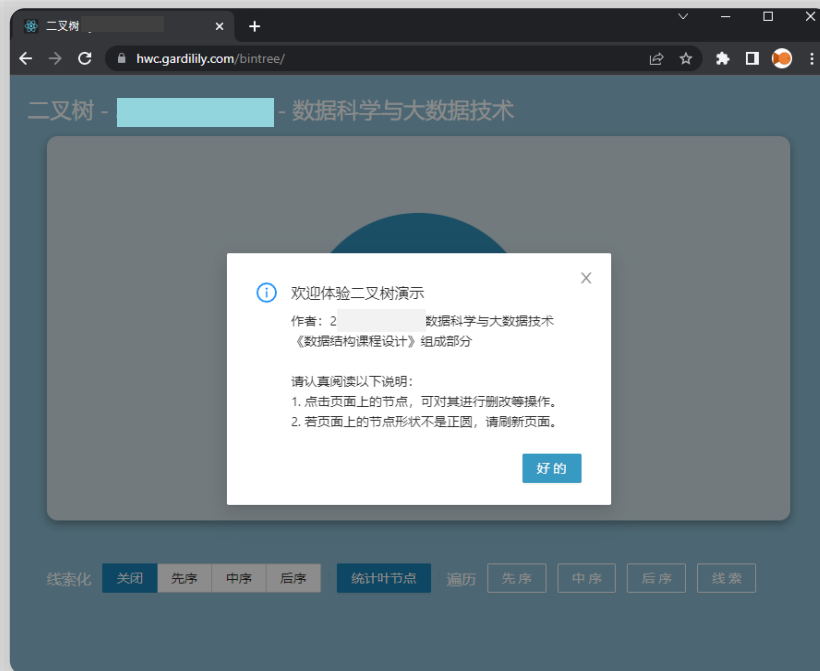 二叉树
hwc.gardilily.com/bintree/
二叉树 - - 数据科学与大数据技术
欢迎体验二叉树演示
作者：2 数据科学与大数据技术
《数据结构课程设计》组成部分
请认真阅读以下说明：
1. 点击页面上的节点，可对其进行删改等操作。
2. 若页面上的节点形状不是正圆，请刷新页面。
好 的
线索化 关闭 先序 中序 后序 统计叶节点 遍历 先 序 中 序 后 序 线 索